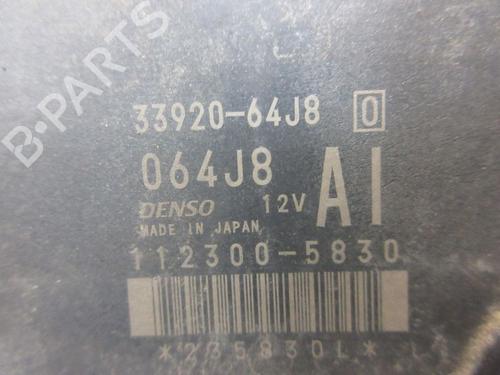 B-PARTS
33920-64J8 0
064J8
DENSO 12V AI
MADE IN JAPAN
112300-5830
*235830L*